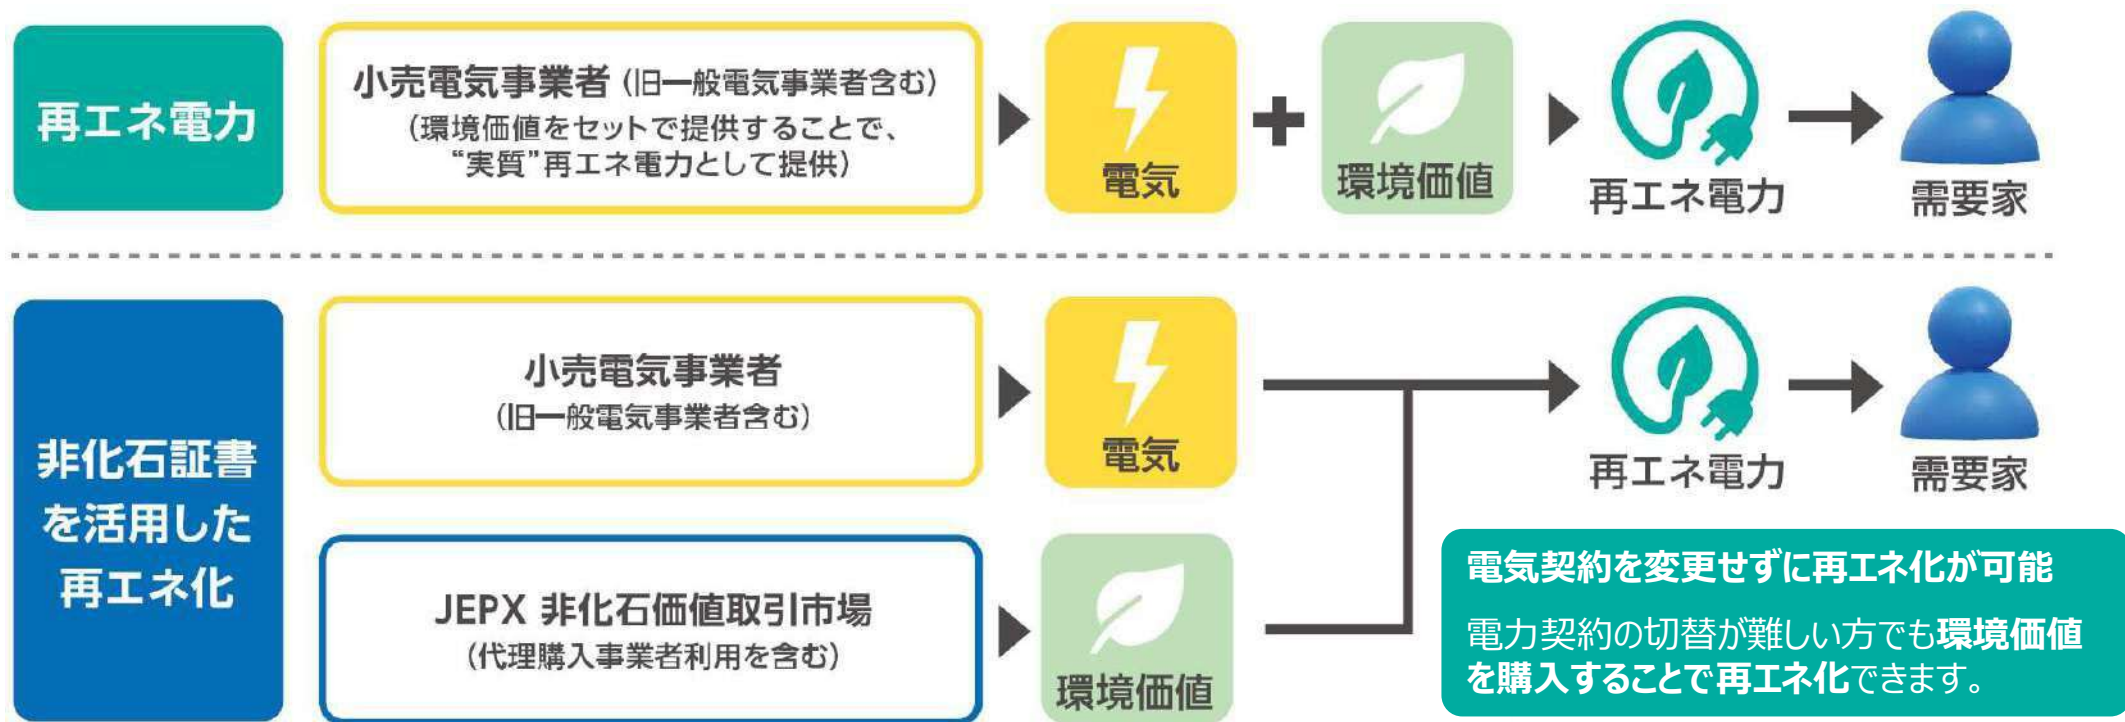 再エネ電力
小売電気事業者（旧一般電気事業者含む）
（環境価値をセットで提供することで、
“実質”再エネ電力として提供）
電気
環境価値
再エネ電力
需要家
非化石証書
を活用した
再エネ化
小売電気事業者
（旧一般電気事業者含む）
電気
JEPX 非化石価値取引市場
（代理購入事業者利用を含む）
環境価値
再エネ電力
需要家
電気契約を変更せずに再エネ化が可能
電力契約の切替が難しい方でも環境価値
を購入することで再エネ化できます。